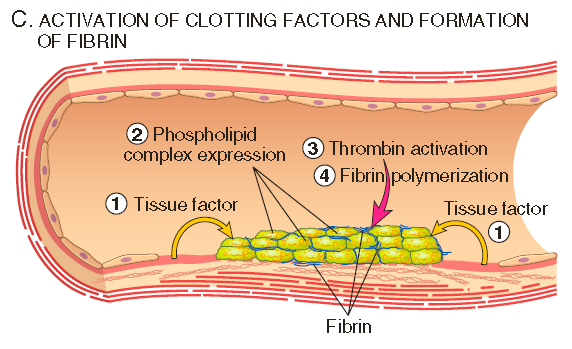 C. ACTIVATION OF CLOTTING FACTORS AND FORMATION
OF FIBRIN
2 Phospholipid
complex expression
3 Thrombin activation
4 Fibrin polymerization
1 Tissue factor
Tissue factor
1
Fibrin